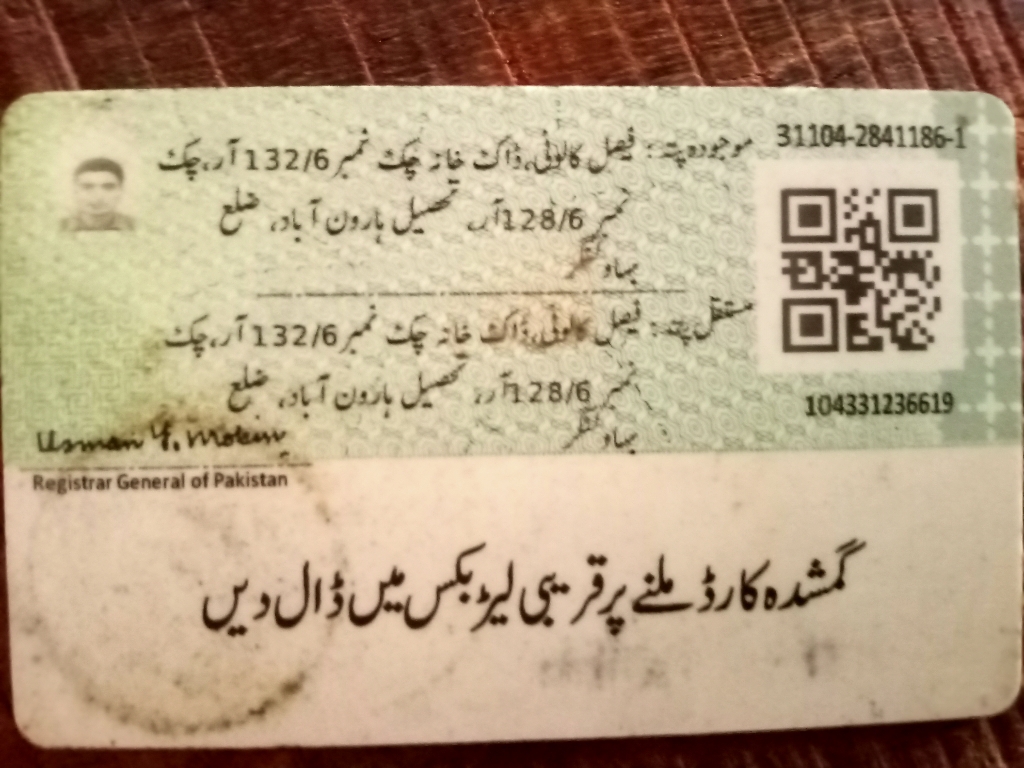 31104-2841186-1
موجودہ پتہ: فیصل کالونی، ڈاک خانہ چک نمبر 132/6 آر، چک
نمبر 128/6 آر، تحصیل ہارون آباد، ضلع
بہاولنگر
مستقل پتہ: فیصل کالونی، ڈاک خانہ چک نمبر 132/6 آر، چک
نمبر 128/6 آر، تحصیل ہارون آباد، ضلع
بہاولنگر
104331236619
Usman Y. Mobin
Registrar General of Pakistan
گمشدہ کارڈ ملنے پر قریبی لیٹر بکس میں ڈال دیں